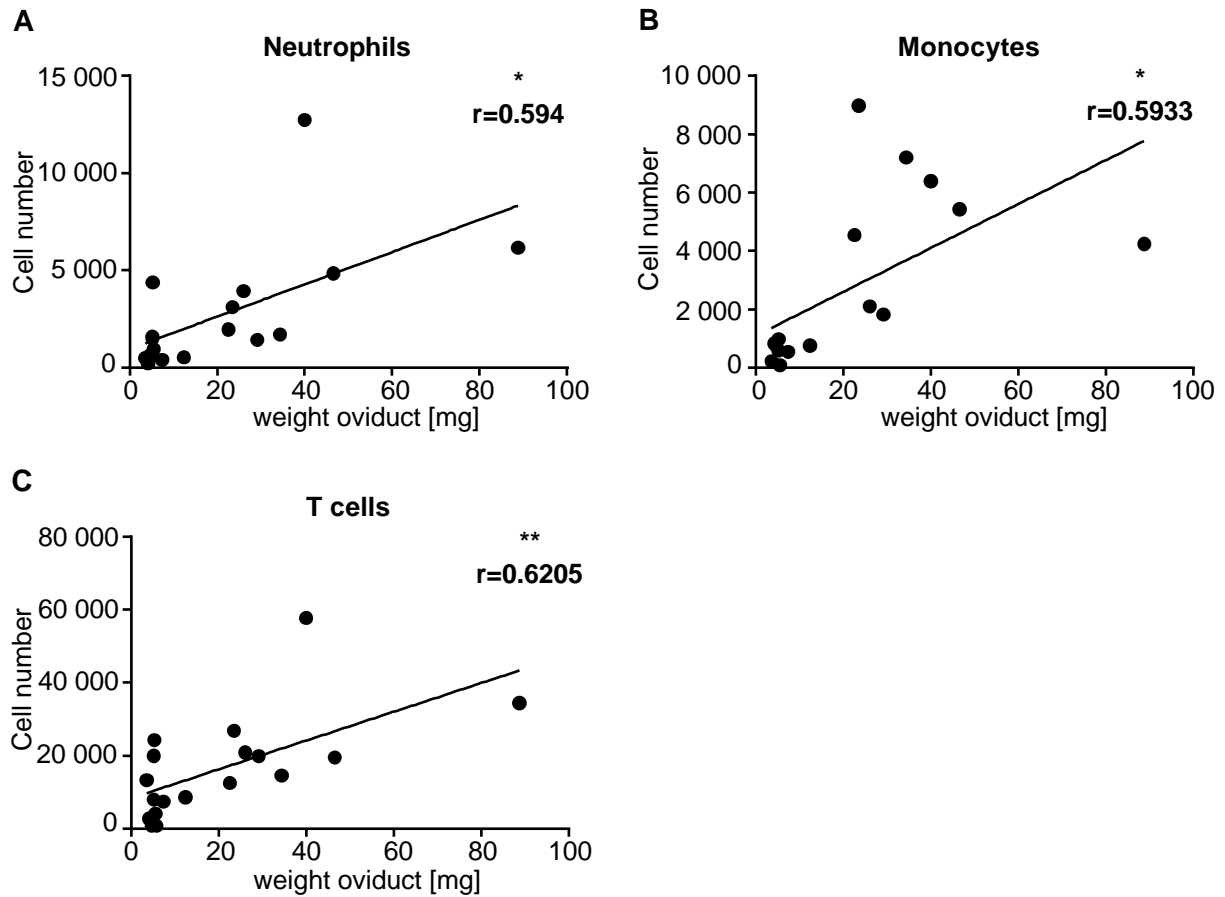 A
Neutrophils
15 000
10 000
5 000
0
Cell number
*
r=0.594
0 20 40 60 80 100
weight oviduct [mg]
B
Monocytes
10 000
8 000
6 000
4 000
2 000
0
Cell number
*
r=0.5933
0 20 40 60 80 100
weight oviduct [mg]
C
T cells
80 000
60 000
40 000
20 000
0
Cell number
**
r=0.6205
0 20 40 60 80 100
weight oviduct [mg]